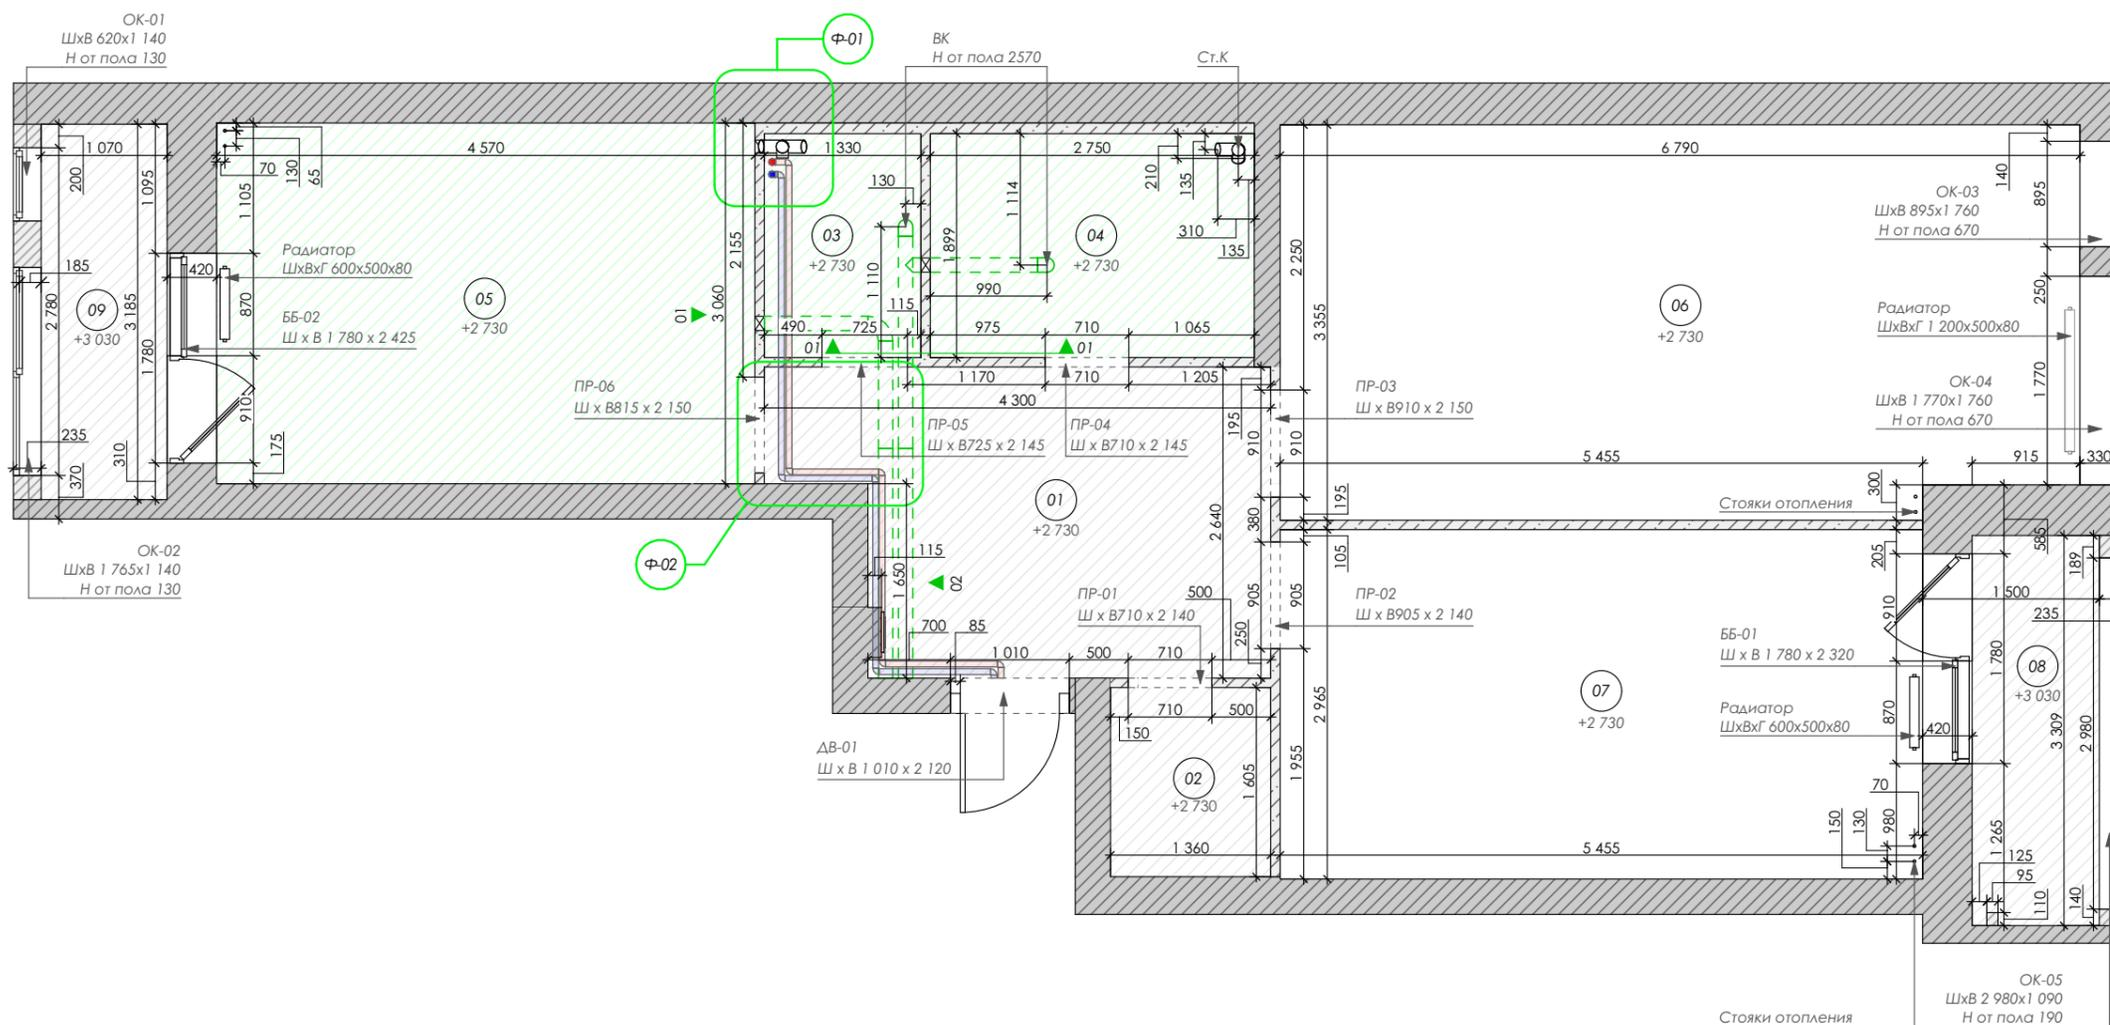 ОК-01
ШхВ 620х1 140
Н от пола 130
Ф-01
ВК
Н от пола 2570
Ст.К
1 070
4 570
1 330
2 750
6 790
200
1 095
70
130
65
1 105
130
1 114
210
135
310
135
140
895
ОК-03
ШхВ 895х1 760
Н от пола 670
185
420
Радиатор
ШхВхГ 600х500х80
2 155
03
+2 730
1 899
04
+2 730
2 250
250
09
+3 030
2 780
3 185
870
05
+2 730
01
3 060
1 110
990
115
3 355
06
+2 730
Радиатор
ШхВхГ 1 200х500х80
ББ-02
Ш х В 1 780 х 2 425
490
725
975
710
1 065
01
01
1 780
910
1 170
710
1 205
1 770
ПР-06
Ш х В815 х 2 150
4 300
195
ПР-03
Ш х В910 х 2 150
ОК-04
ШхВ 1 770х1 760
Н от пола 670
235
310
370
175
ПР-05
Ш х В725 х 2 145
ПР-04
Ш х В710 х 2 145
910
910
5 455
915
330
01
+2 730
2 640
380
195
300
Стояки отопления
ОК-02
ШхВ 1 765х1 140
Н от пола 130
Ф-02
115
1 650
02
105
205
585
189
ПР-01
Ш х В710 х 2 140
500
905
905
ПР-02
Ш х В905 х 2 140
910
1 500
235
700
85
250
ББ-01
Ш х В 1 780 х 2 320
1 780
08
+3 030
1 010
500
710
2 965
07
+2 730
710
500
150
Радиатор
ШхВхГ 600х500х80
870
420
3 309
2 980
ДВ-01
Ш х В 1 010 х 2 120
02
+2 730
1 605
1 955
70
150
130
980
1 265
1 360
5 455
125
95
110
140
ОК-05
ШхВ 2 980х1 090
Н от пола 190
Стояки отопления